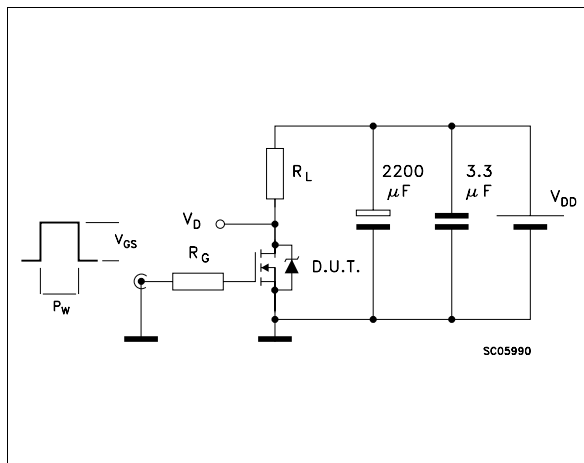 2200
μF
3.3
μF
R_L
V_DD
V_D
V_GS
R_G
D.U.T.
P_W
SC05990